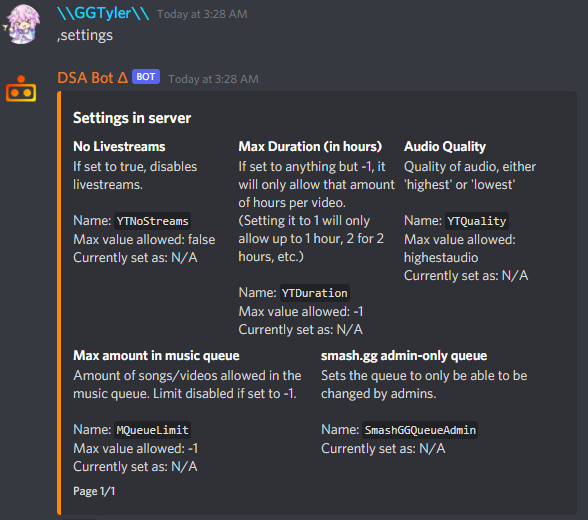 \\GGTyler\\ Today at 3:28 AM
,settings
DSA Bot Δ BOT Today at 3:28 AM
Settings in server
No Livestreams
If set to true, disables
livestreams.
Name: YTNoStreams
Max value allowed: false
Currently set as: N/A
Max Duration (in hours)
If set to anything but -1, it
will only allow that amount
of hours per video.
(Setting it to 1 will only
allow up to 1 hour, 2 for 2
hours, etc.)
Name: YTDuration
Max value allowed: -1
Currently set as: N/A
Audio Quality
Quality of audio, either
'highest' or 'lowest'
Name: YTQuality
Max value allowed:
highestaudio
Currently set as: N/A
Max amount in music queue
Amount of songs/videos allowed in the
music queue. Limit disabled if set to -1.
Name: MQueueLimit
Max value allowed: -1
Currently set as: N/A
smash.gg admin-only queue
Sets the queue to only be able to be
changed by admins.
Name: SmashGGQueueAdmin
Currently set as: N/A
Page 1/1